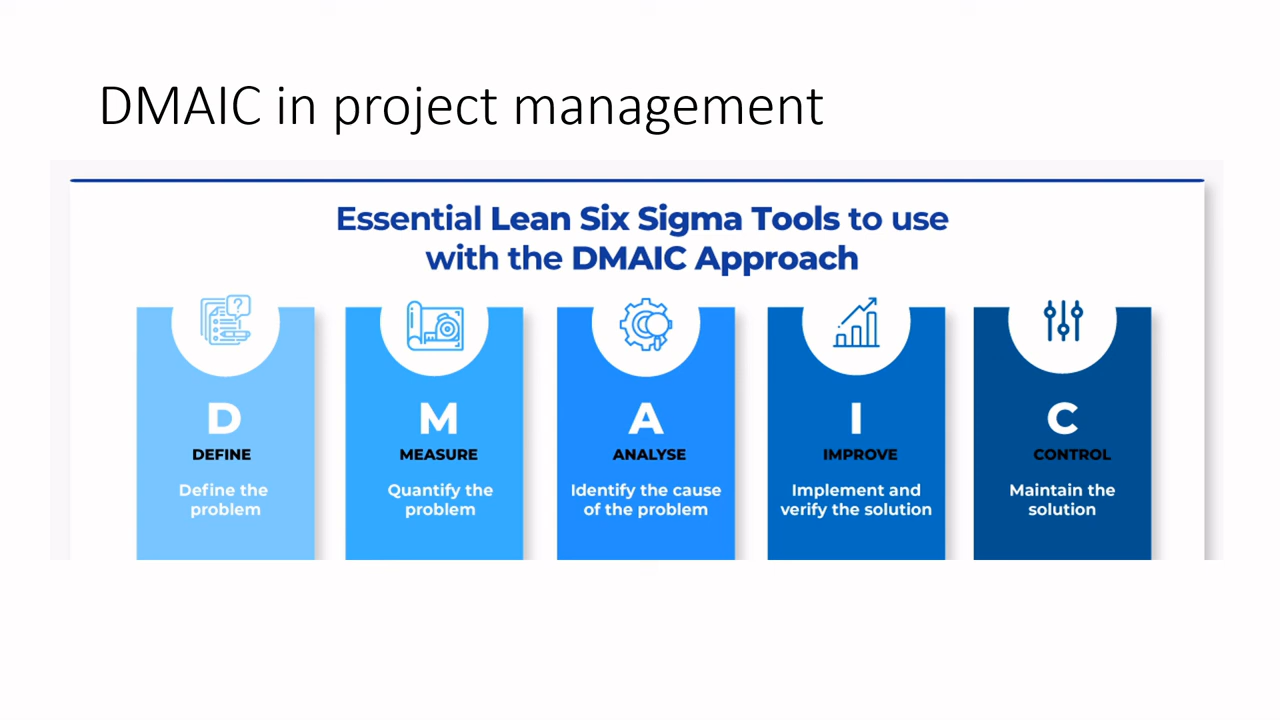 DMAIC in project management
Essential Lean Six Sigma Tools to use
with the DMAIC Approach
?
D
DEFINE
Define the
problem
M
MEASURE
Quantify the
problem
A
ANALYSE
Identify the cause
of the problem
I
IMPROVE
Implement and
verify the solution
C
CONTROL
Maintain the
solution